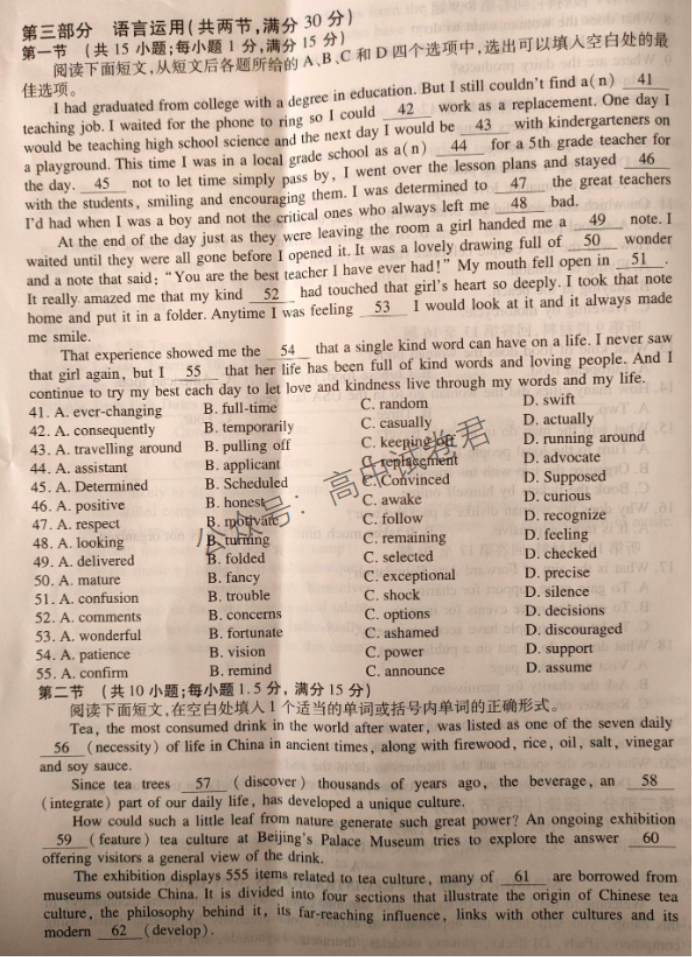 第三部分 语言运用(共两节,满分 30 分)
第一节 (共 15 小题;每小题 1 分,满分 15 分)
阅读下面短文,从短文后各题所给的 A、B、C 和 D 四个选项中,选出可以填入空白处的最
佳选项。
I had graduated from college with a degree in education. But I still couldn't find a(n) 41
teaching job. I waited for the phone to ring so I could 42 work as a replacement. One day I
would be teaching high school science and the next day I would be 43 with kindergarteners on
a playground. This time I was in a local grade school as a(n) 44 for a 5th grade teacher for
the day. 45 not to let time simply pass by, I went over the lesson plans and stayed 46
with the students, smiling and encouraging them. I was determined to 47 the great teachers
I'd had when I was a boy and not the critical ones who always left me 48 bad.
At the end of the day just as they were leaving the room a girl handed me a 49 note. I
waited until they were all gone before I opened it. It was a lovely drawing full of 50 wonder
and a note that said: "You are the best teacher I have ever had!" My mouth fell open in 51 .
It really amazed me that my kind 52 had touched that girl's heart so deeply. I took that note
home and put it in a folder. Anytime I was feeling 53 I would look at it and it always made
me smile.
That experience showed me the 54 that a single kind word can have on a life. I never saw
that girl again, but I 55 that her life has been full of kind words and loving people. And I
continue to try my best each day to let love and kindness live through my words and my life.
41. A. ever-changing B. full-time C. random D. swift
42. A. consequently B. temporarily C. casually D. actually
43. A. travelling around B. pulling off C. keeping off D. running around
44. A. assistant B. applicant C. replacement D. advocate
45. A. Determined B. Scheduled C. Convinced D. Supposed
46. A. positive B. honest C. awake D. curious
47. A. respect B. motivate C. follow D. recognize
48. A. looking B. turning C. remaining D. feeling
49. A. delivered B. folded C. selected D. checked
50. A. mature B. fancy C. exceptional D. precise
51. A. confusion B. trouble C. shock D. silence
52. A. comments B. concerns C. options D. decisions
53. A. wonderful B. fortunate C. ashamed D. discouraged
54. A. patience B. vision C. power D. support
55. A. confirm B. remind C. announce D. assume
公众号:高中试卷君
第二节 (共 10 小题;每小题 1.5 分,满分 15 分)
阅读下面短文,在空白处填入 1 个适当的单词或括号内单词的正确形式。
Tea, the most consumed drink in the world after water, was listed as one of the seven daily
56 (necessity) of life in China in ancient times, along with firewood, rice, oil, salt, vinegar
and soy sauce.
Since tea trees 57 (discover) thousands of years ago, the beverage, an 58
(integrate) part of our daily life, has developed a unique culture.
How could such a little leaf from nature generate such great power? An ongoing exhibition
59 (feature) tea culture at Beijing's Palace Museum tries to explore the answer 60
offering visitors a general view of the drink.
The exhibition displays 555 items related to tea culture, many of 61 are borrowed from
museums outside China. It is divided into four sections that illustrate the origin of Chinese tea
culture, the philosophy behind it, its far-reaching influence, links with other cultures and its
modern 62 (develop).